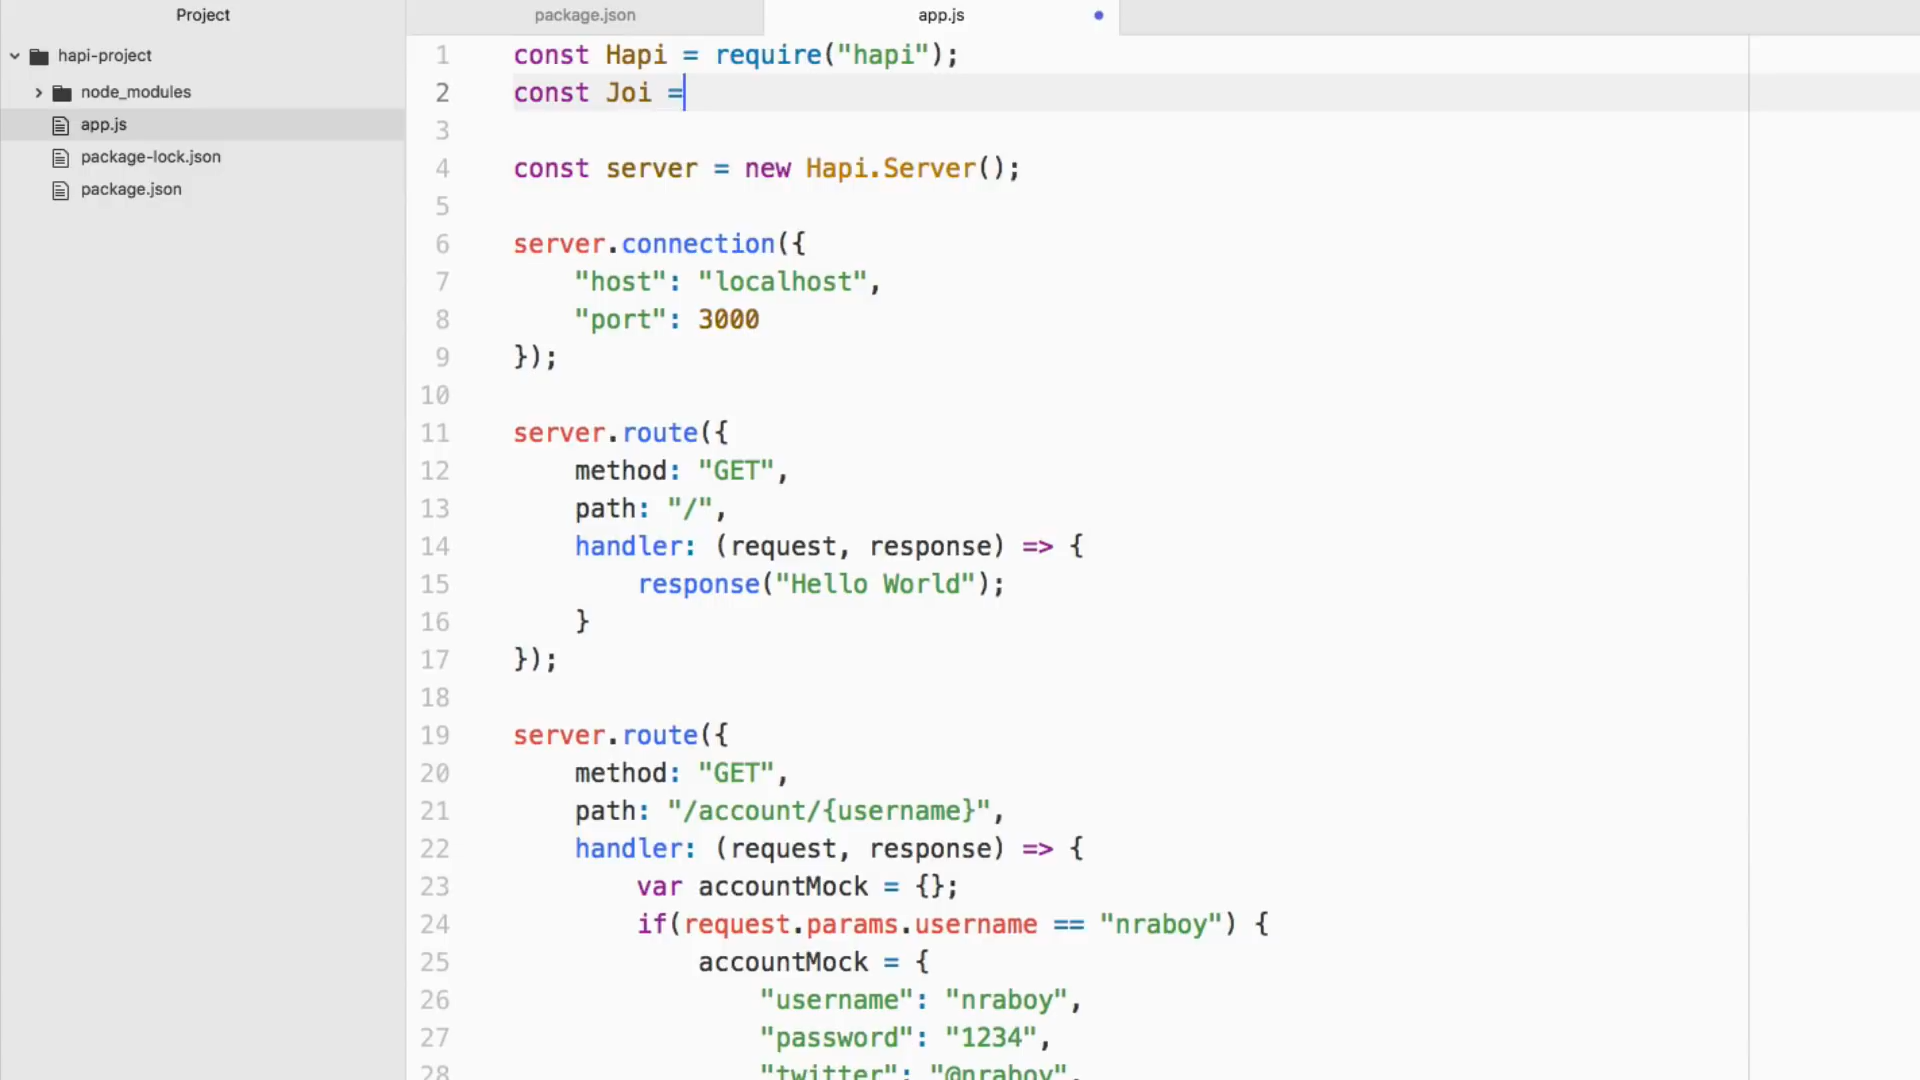 Project
package.json
app.js
hapi-project
node_modules
app.js
package-lock.json
package.json
1 const Hapi = require("hapi");
2 const Joi =
3
4 const server = new Hapi.Server();
5
6 server.connection({
7 "host": "localhost",
8 "port": 3000
9 });
10
11 server.route({
12 method: "GET",
13 path: "/",
14 handler: (request, response) => {
15 response("Hello World");
16 }
17 });
18
19 server.route({
20 method: "GET",
21 path: "/account/{username}",
22 handler: (request, response) => {
23 var accountMock = {};
24 if(request.params.username == "nraboy") {
25 accountMock = {
26 "username": "nraboy",
27 "password": "1234",
28 "twitter": "@nraboy",